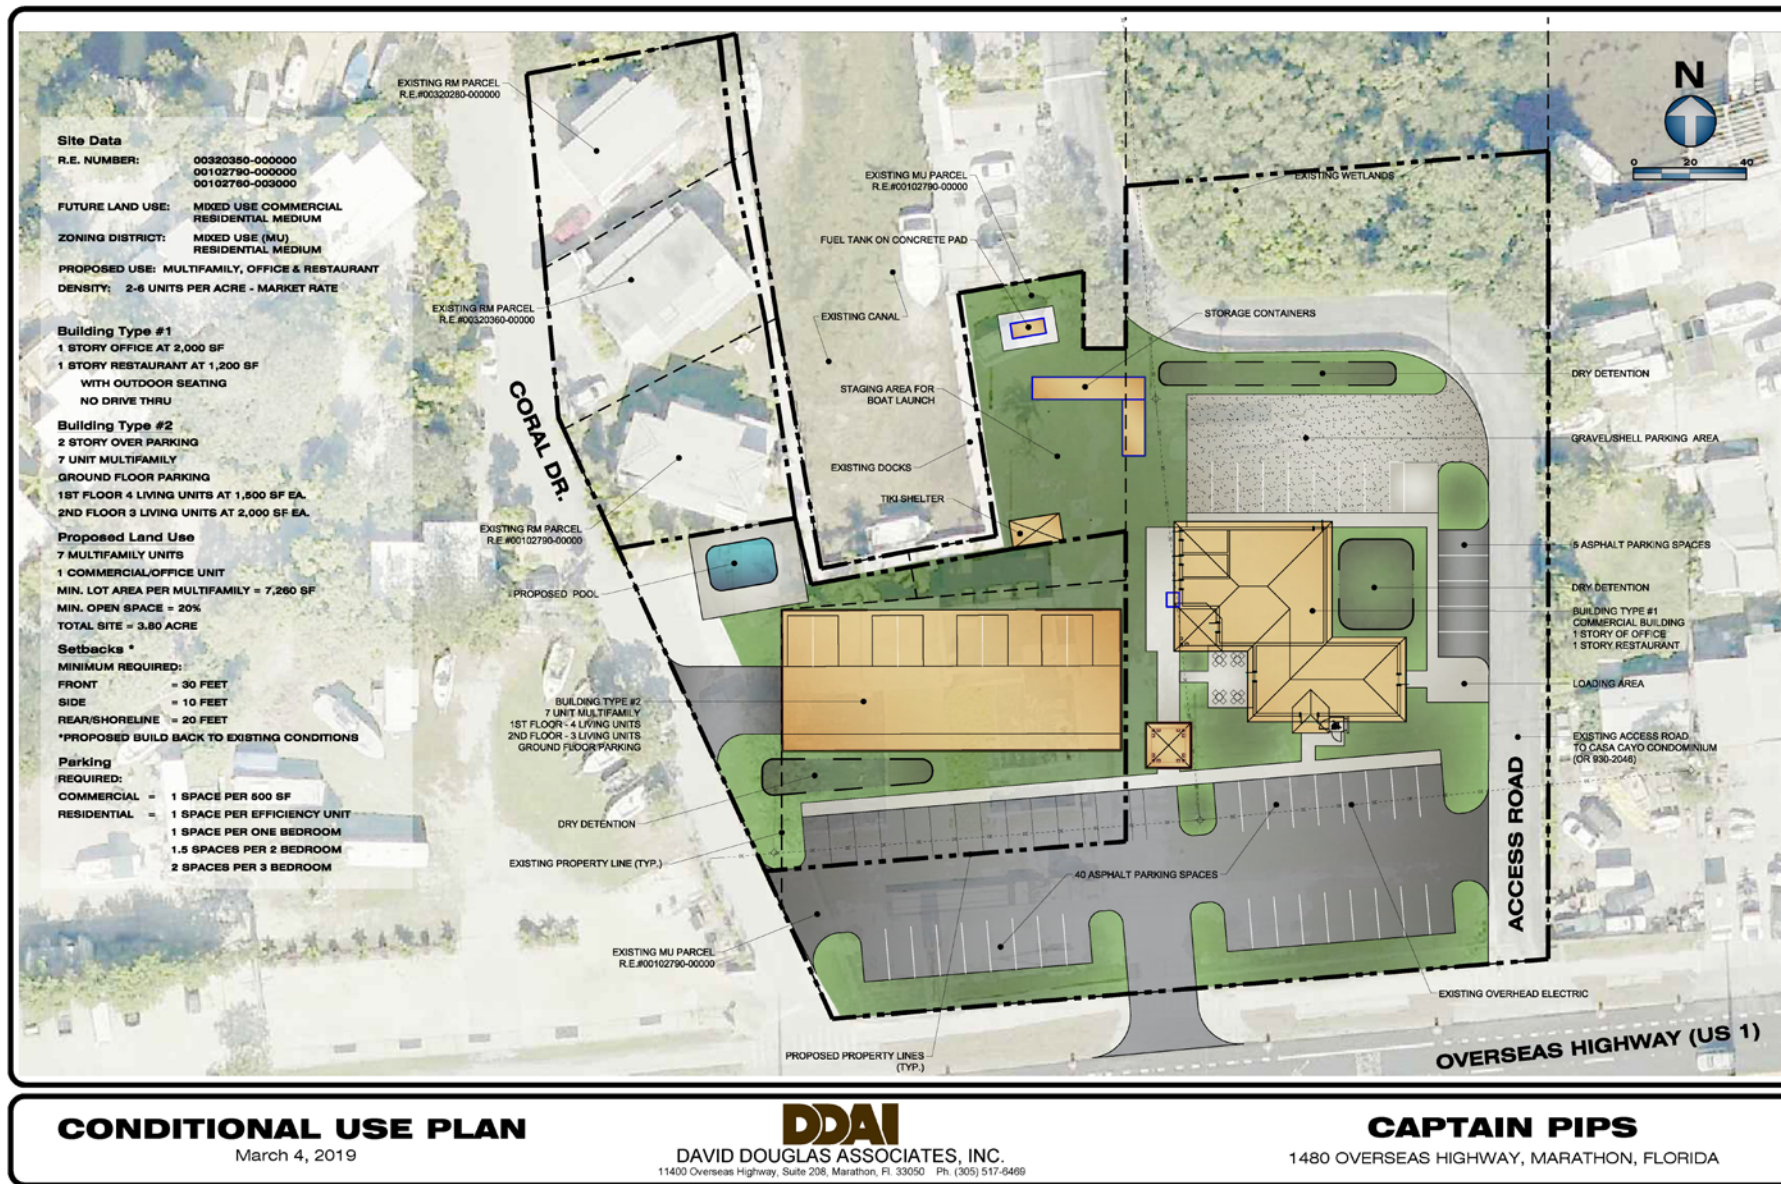 Site Data
R.E. NUMBER: 00320350-000000
00102790-000000
00102760-003000
FUTURE LAND USE: MIXED USE COMMERCIAL
RESIDENTIAL MEDIUM
ZONING DISTRICT: MIXED USE (MU)
RESIDENTIAL MEDIUM
PROPOSED USE: MULTIFAMILY, OFFICE & RESTAURANT
DENSITY: 2-6 UNITS PER ACRE - MARKET RATE
Building Type #1
1 STORY OFFICE AT 2,000 SF
1 STORY RESTAURANT AT 1,200 SF
WITH OUTDOOR SEATING
NO DRIVE THRU
Building Type #2
2 STORY OVER PARKING
7 UNIT MULTIFAMILY
GROUND FLOOR PARKING
1ST FLOOR 4 LIVING UNITS AT 1,500 SF EA.
2ND FLOOR 3 LIVING UNITS AT 2,000 SF EA.
Proposed Land Use
7 MULTIFAMILY UNITS
1 COMMERCIAL/OFFICE UNIT
MIN. LOT AREA PER MULTIFAMILY = 7,260 SF
MIN. OPEN SPACE = 20%
TOTAL SITE = 3.80 ACRE
Setbacks *
MINIMUM REQUIRED:
FRONT = 30 FEET
SIDE = 10 FEET
REAR/SHORELINE = 20 FEET
*PROPOSED BUILD BACK TO EXISTING CONDITIONS
Parking
REQUIRED:
COMMERCIAL = 1 SPACE PER 500 SF
RESIDENTIAL = 1 SPACE PER EFFICIENCY UNIT
1 SPACE PER ONE BEDROOM
1.5 SPACES PER 2 BEDROOM
2 SPACES PER 3 BEDROOM
EXISTING RM PARCEL
R.E.#00320280-000000
EXISTING RM PARCEL
R.E.#00320360-00000
EXISTING RM PARCEL
R.E.#00102790-00000
CORAL DR.
PROPOSED POOL
BUILDING TYPE #2
7 UNIT MULTIFAMILY
1ST FLOOR - 4 LIVING UNITS
2ND FLOOR - 3 LIVING UNITS
GROUND FLOOR PARKING
DRY DETENTION
EXISTING PROPERTY LINE (TYP.)
EXISTING MU PARCEL
R.E.#00102790-00000
PROPOSED PROPERTY LINES
(TYP.)
EXISTING MU PARCEL
R.E.#00102790-00000
FUEL TANK ON CONCRETE PAD
EXISTING CANAL
STAGING AREA FOR
BOAT LAUNCH
EXISTING DOCKS
TIKI SHELTER
EXISTING WETLANDS
STORAGE CONTAINERS
N
0 20 40
DRY DETENTION
GRAVEL/SHELL PARKING AREA
5 ASPHALT PARKING SPACES
DRY DETENTION
BUILDING TYPE #1
COMMERCIAL BUILDING
1 STORY OF OFFICE
1 STORY RESTAURANT
LOADING AREA
EXISTING ACCESS ROAD
TO CASA CAYO CONDOMINIUM
(OR 930-2046)
40 ASPHALT PARKING SPACES
ACCESS ROAD
EXISTING OVERHEAD ELECTRIC
OVERSEAS HIGHWAY (US 1)
CONDITIONAL USE PLAN
March 4, 2019
DDAI
DAVID DOUGLAS ASSOCIATES, INC.
11400 Overseas Highway, Suite 208, Marathon, Fl. 33050 Ph. (305) 517-6469
CAPTAIN PIPS
1480 OVERSEAS HIGHWAY, MARATHON, FLORIDA